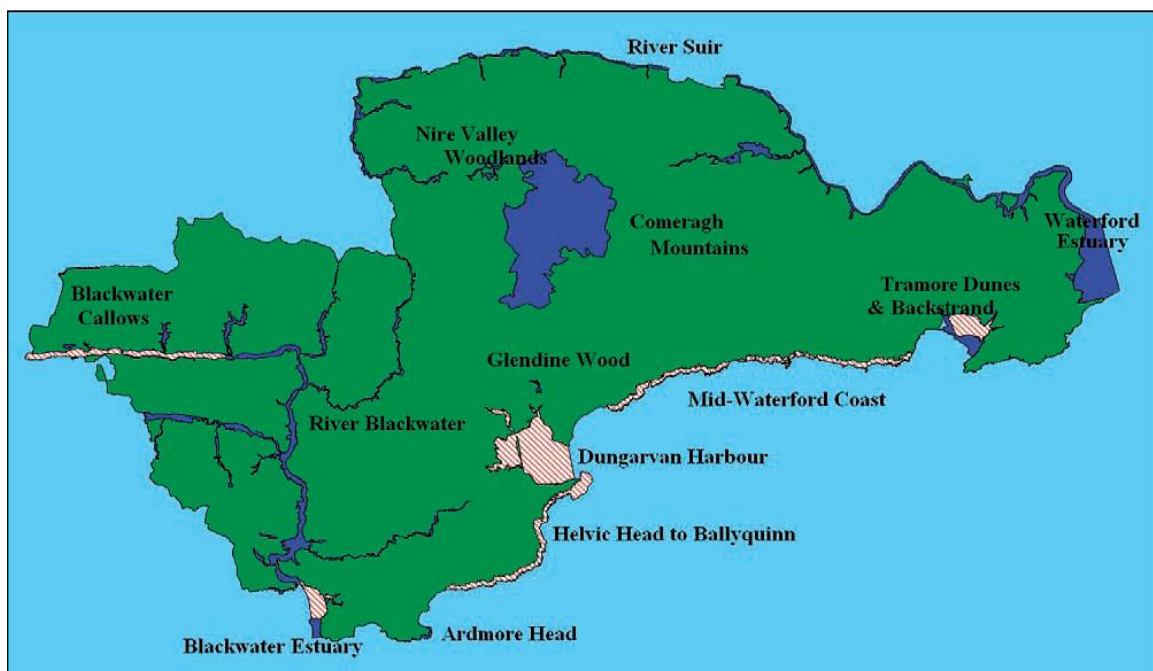 River Suir
Nire Valley
Woodlands
Comeragh
Mountains
Waterford
Estuary
Tramore Dunes
& Backstrand
Blackwater
Callows
Glendine Wood
Mid-Waterford Coast
River Blackwater
Dungarvan Harbour
Helvic Head to Ballyquinn
Ardmore Head
Blackwater Estuary